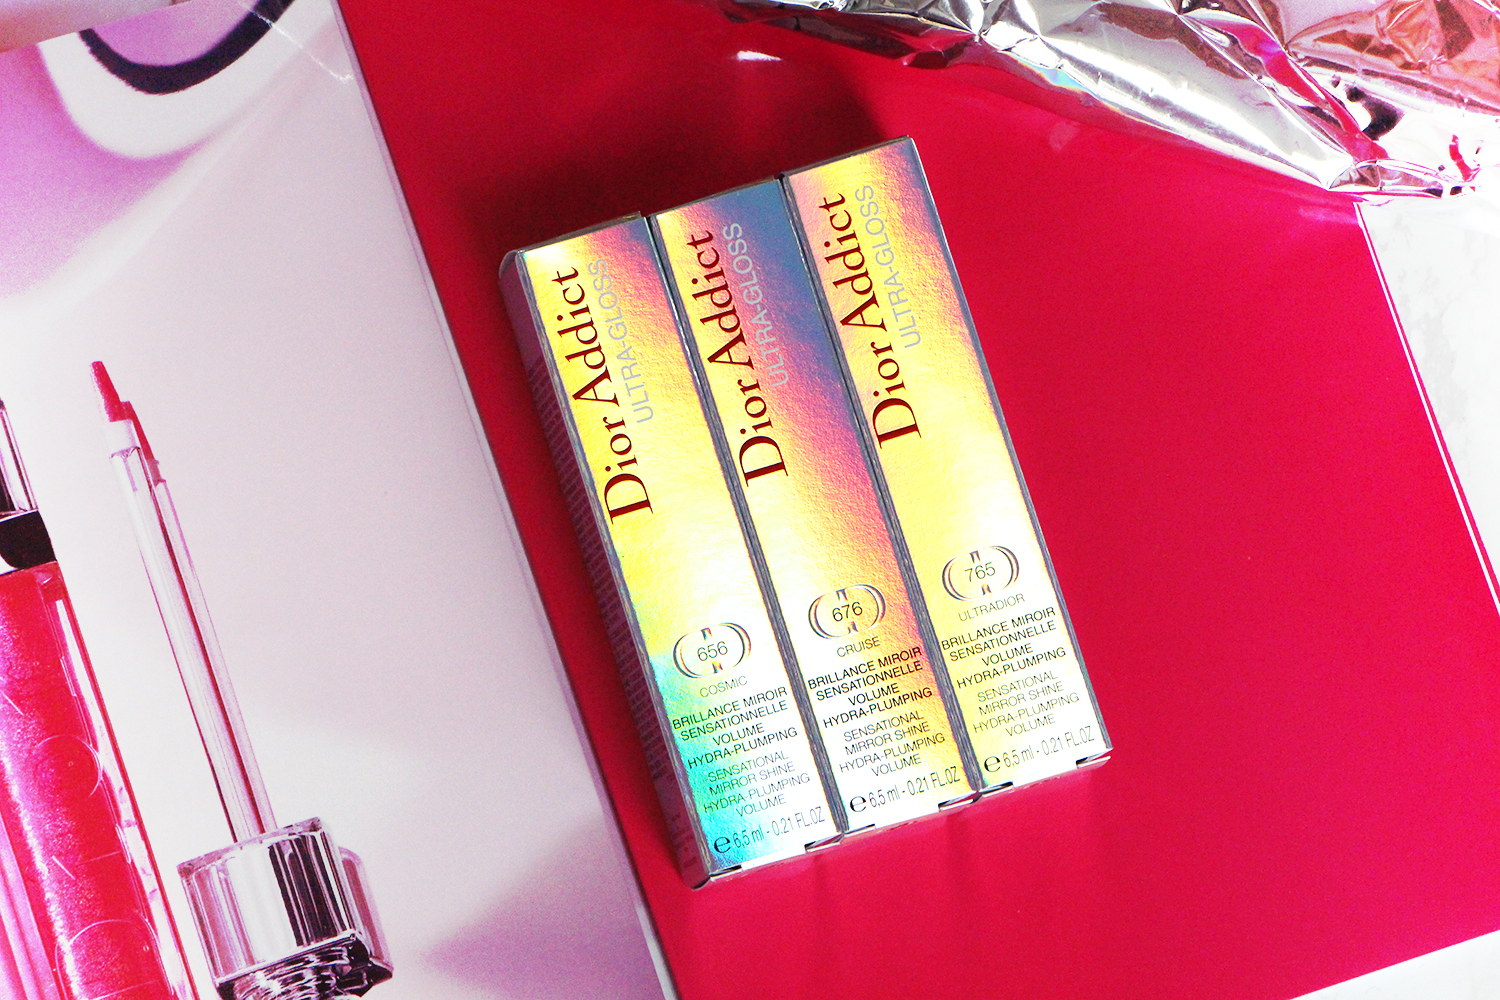 Dior Addict
ULTRA-GLOSS
656
COSMIC
BRILLANCE MIROIR
SENSATIONNELLE
VOLUME
HYDRA-PLUMPING
SENSATIONAL
MIRROR SHINE
HYDRA-PLUMPING
VOLUME
e 6,5 ml - 0.21 FL.OZ
Dior Addict
ULTRA-GLOSS
676
CRUISE
BRILLANCE MIROIR
SENSATIONNELLE
VOLUME
HYDRA-PLUMPING
SENSATIONAL
MIRROR SHINE
HYDRA-PLUMPING
VOLUME
e 6,5 ml - 0.21 FL.OZ
Dior Addict
ULTRA-GLOSS
765
ULTRADIOR
BRILLANCE MIROIR
SENSATIONNELLE
VOLUME
HYDRA-PLUMPING
SENSATIONAL
MIRROR SHINE
HYDRA-PLUMPING
VOLUME
e 6,5 ml - 0.21 FL.OZ